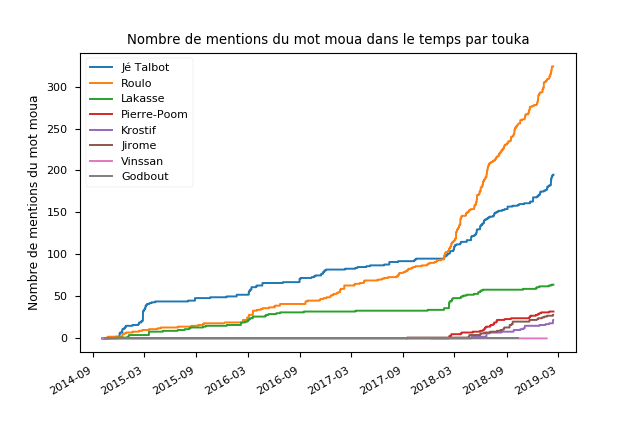 Nombre de mentions du mot moua dans le temps par touka
Nombre de mentions du mot moua
300
250
200
150
100
50
0
Jé Talbot
Roulo
Lakasse
Pierre-Poom
Krostif
Jirome
Vinssan
Godbout
2014-09
2015-03
2015-09
2016-03
2016-09
2017-03
2017-09
2018-03
2018-09
2019-03